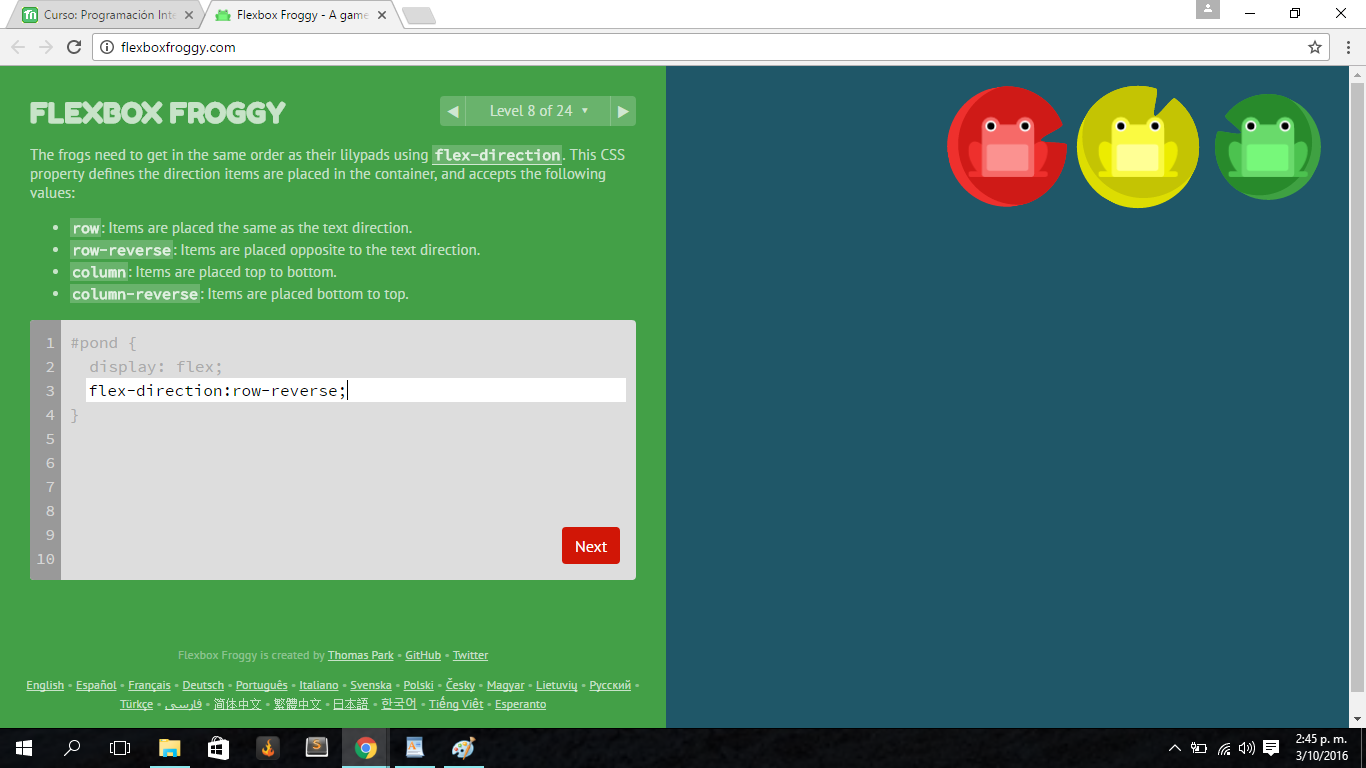 Curso: Programación Inte
Flexbox Froggy - A game
flexboxfroggy.com
FLEXBOX FROGGY
◀ Level 8 of 24 ▼ ▶
The frogs need to get in the same order as their lilypads using flex-direction. This CSS
property defines the direction items are placed in the container, and accepts the following
values:
• row: Items are placed the same as the text direction.
• row-reverse: Items are placed opposite to the text direction.
• column: Items are placed top to bottom.
• column-reverse: Items are placed bottom to top.
1 #pond {
2 display: flex;
3 flex-direction:row-reverse;
4 }
5
6
7
8
9
10
Next
Flexbox Froggy is created by Thomas Park • GitHub • Twitter
English • Español • Français • Deutsch • Português • Italiano • Svenska • Polski • Česky • Magyar • Lietuvių • Русский •
Türkçe • فارسی • 简体中文 • 繁體中文 • 日本語 • 한국어 • Tiếng Việt • Esperanto
2:45 p. m.
3/10/2016